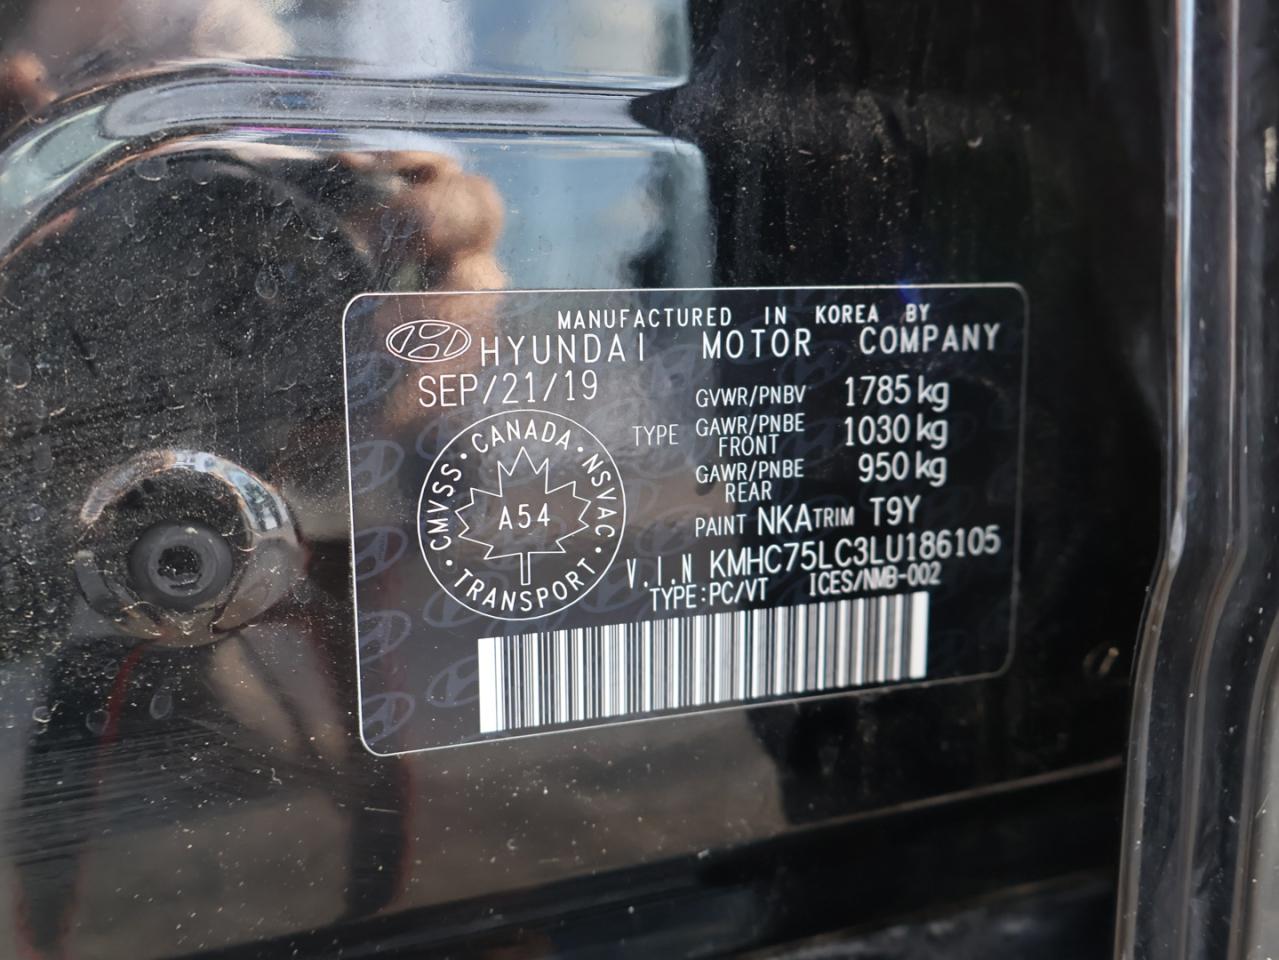 MANUFACTURED IN KOREA BY
HYUNDAI MOTOR COMPANY
SEP/21/19
GVWR/PNBV 1785 kg
TYPE
GAWR/PNBE FRONT 1030 kg
GAWR/PNBE REAR 950 kg
PAINT NKA TRIM T9Y
V.I.N KMHC75LC3LU186105
TYPE:PC/VT ICES/NMB-002
CMVSS · CANADA · NSVAC · TRANSPORT ·
A54